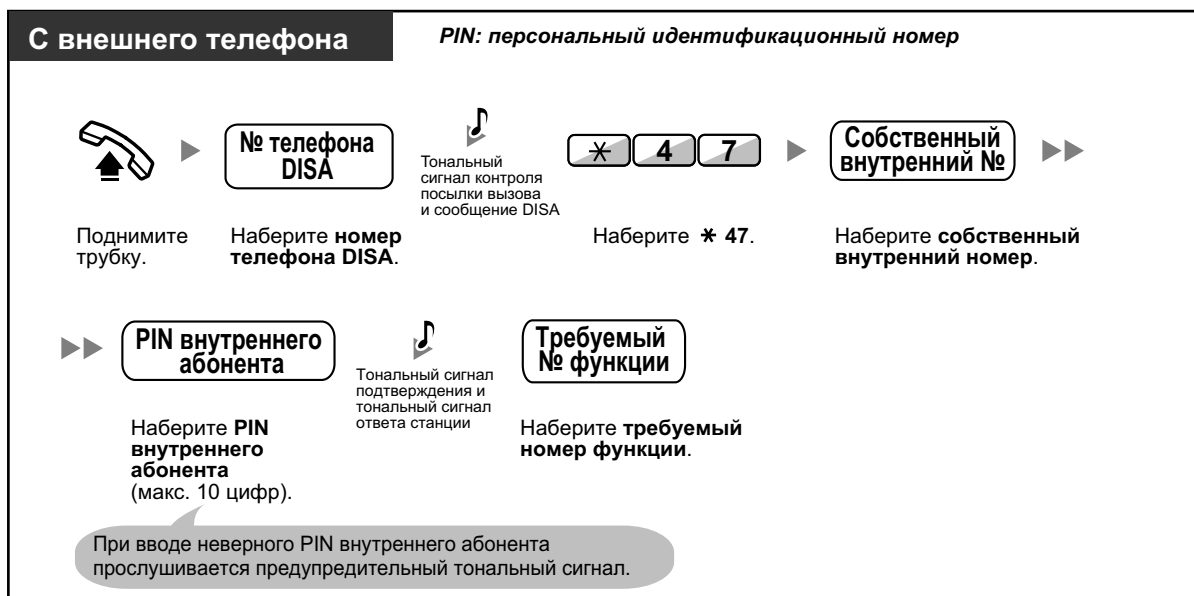 С внешнего телефона
PIN: персональный идентификационный номер
№ телефона
DISA
Тональный
сигнал контроля
посылки вызова
и сообщение DISA
* 4 7
Собственный
внутренний №
Поднимите
трубку.
Наберите номер
телефона DISA.
Наберите * 47.
Наберите собственный
внутренний номер.
PIN внутреннего
абонента
Тональный сигнал
подтверждения и
тональный сигнал
ответа станции
Требуемый
№ функции
Наберите PIN
внутреннего
абонента
(макс. 10 цифр).
Наберите требуемый
номер функции.
При вводе неверного PIN внутреннего абонента
прослушивается предупредительный тональный сигнал.